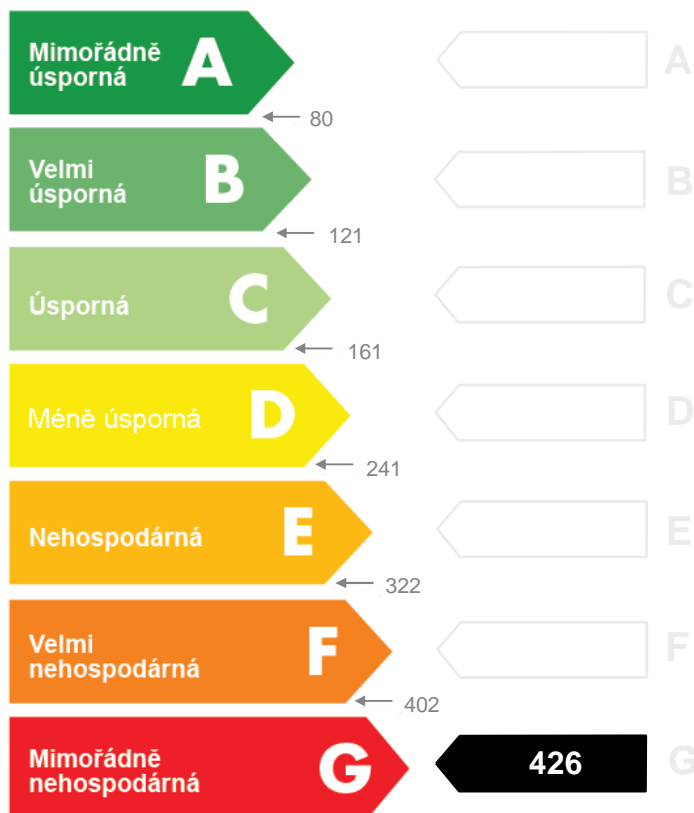 Mimořádně
úsporná
A
A
80
Velmi
úsporná
B
B
121
Úsporná
C
C
161
Méně úsporná
D
D
241
Nehospodárná
E
E
322
Velmi
nehospodárná
F
F
402
Mimořádně
nehospodárná
G
426
G